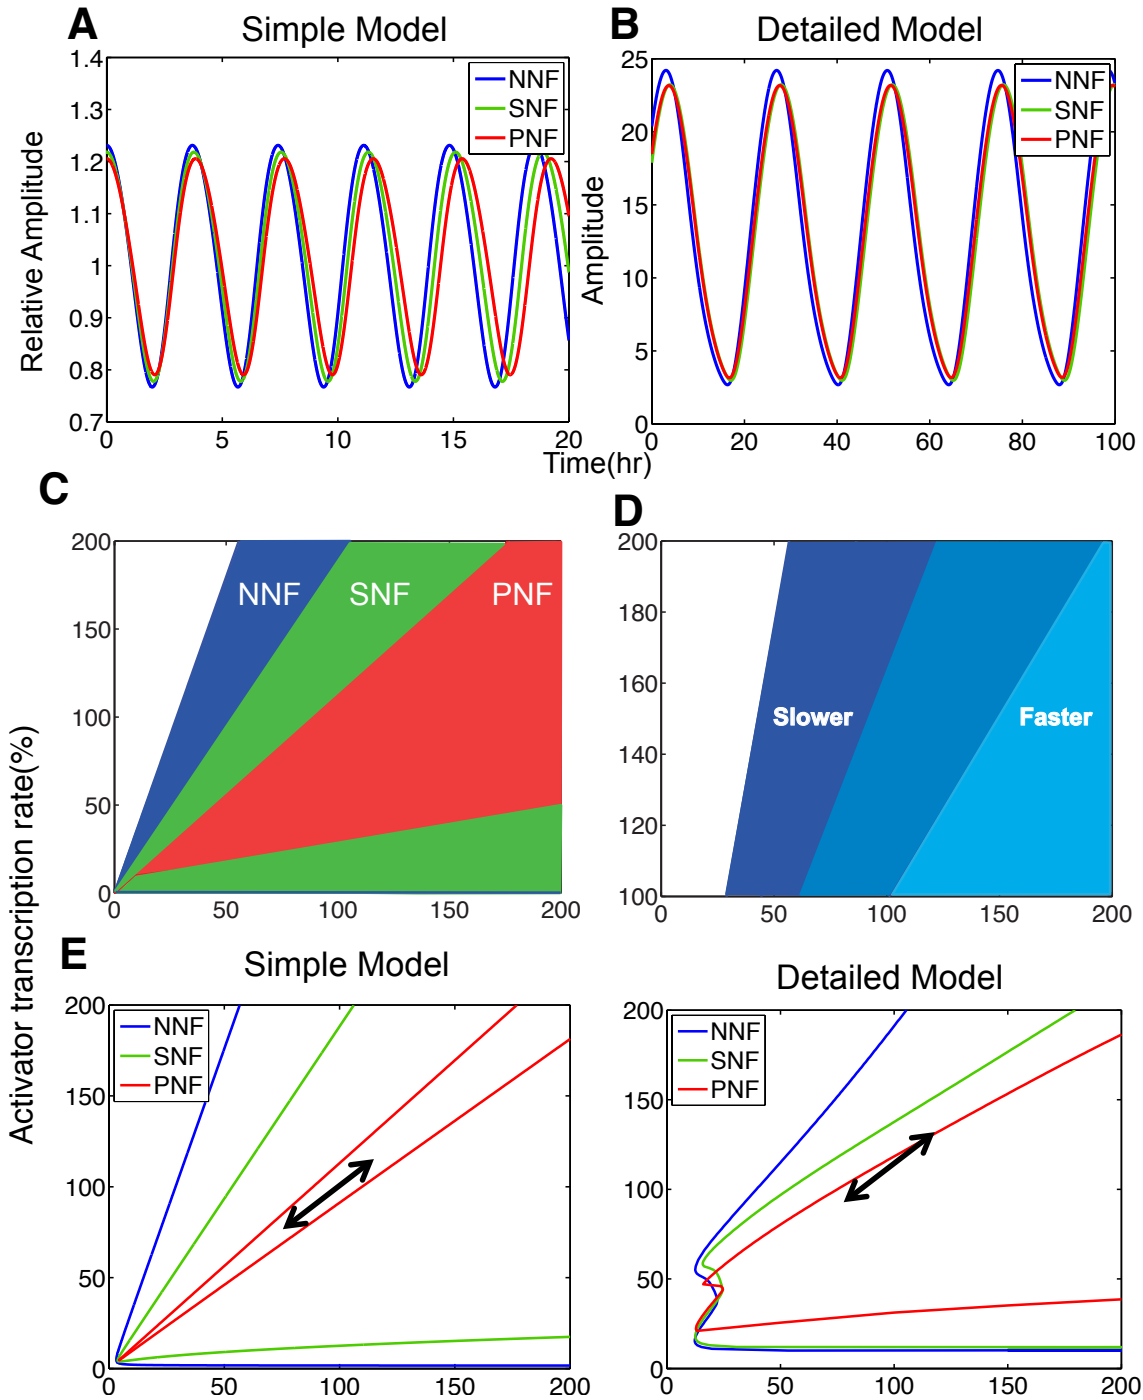 A
Simple Model
1.4
1.3
1.2
1.1
1
0.9
0.8
0.7
0
5
10
15
20
Relative Amplitude
NNF
SNF
PNF
B
Detailed Model
25
20
15
10
5
0
0
20
40
60
80
100
Amplitude
NNF
SNF
PNF
Time(hr)
C
200
150
100
50
0
0
50
100
150
200
NNF
SNF
PNF
D
200
180
160
140
120
100
0
50
100
150
200
Slower
Faster
Activator transcription rate(%)
E
Simple Model
200
150
100
50
0
0
50
100
150
200
NNF
SNF
PNF
Detailed Model
200
150
100
50
0
0
50
100
150
200
NNF
SNF
PNF